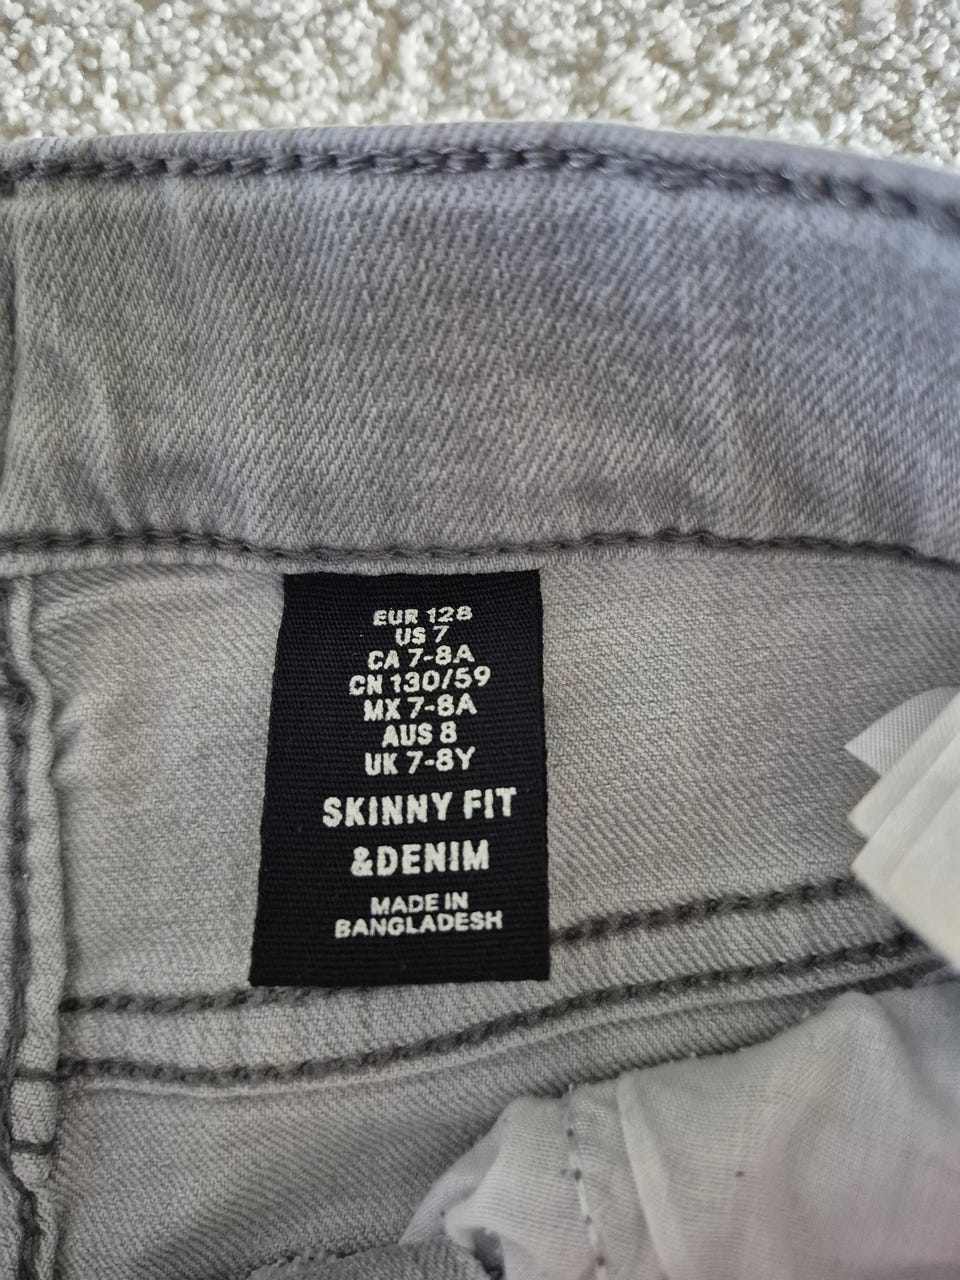 EUR 128
US 7
CA 7-8A
CN 130/59
MX 7-8A
AUS 8
UK 7-8Y
SKINNY FIT
&DENIM
MADE IN
BANGLADESH